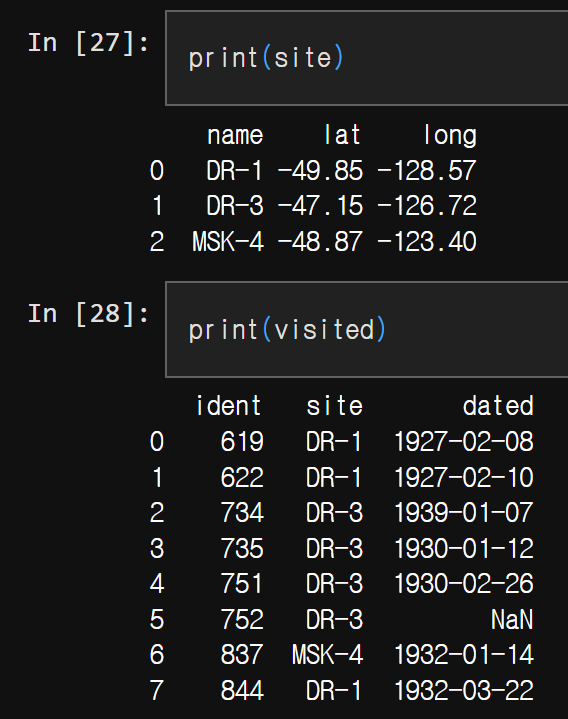 In [27]:
print(site)
name lat long
0 DR-1 -49.85 -128.57
1 DR-3 -47.15 -126.72
2 MSK-4 -48.87 -123.40
In [28]:
print(visited)
ident site dated
0 619 DR-1 1927-02-08
1 622 DR-1 1927-02-10
2 734 DR-3 1939-01-07
3 735 DR-3 1930-01-12
4 751 DR-3 1930-02-26
5 752 DR-3 NaN
6 837 MSK-4 1932-01-14
7 844 DR-1 1932-03-22